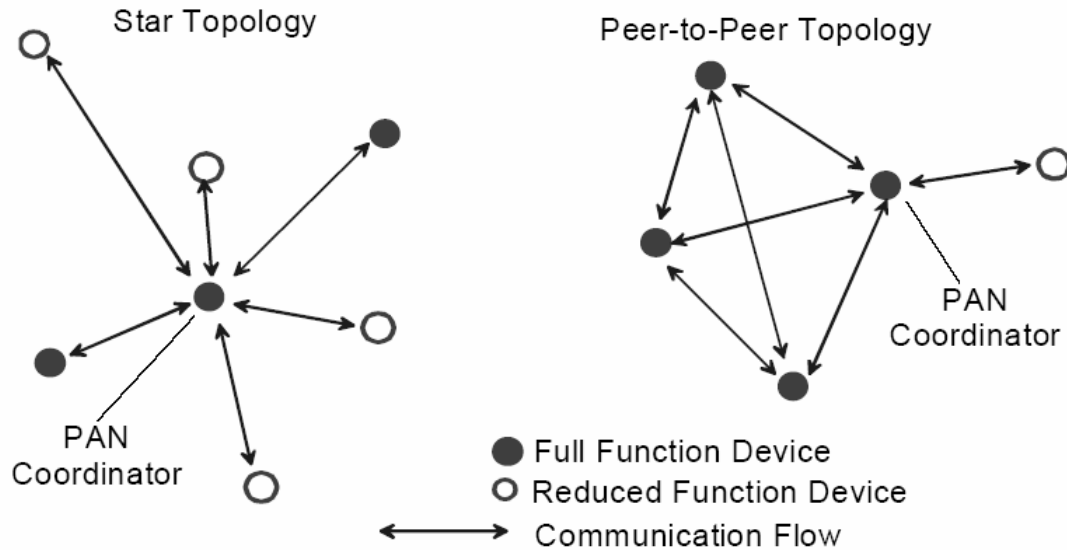 Star Topology
Peer-to-Peer Topology
PAN
Coordinator
PAN
Coordinator
Full Function Device
Reduced Function Device
Communication Flow